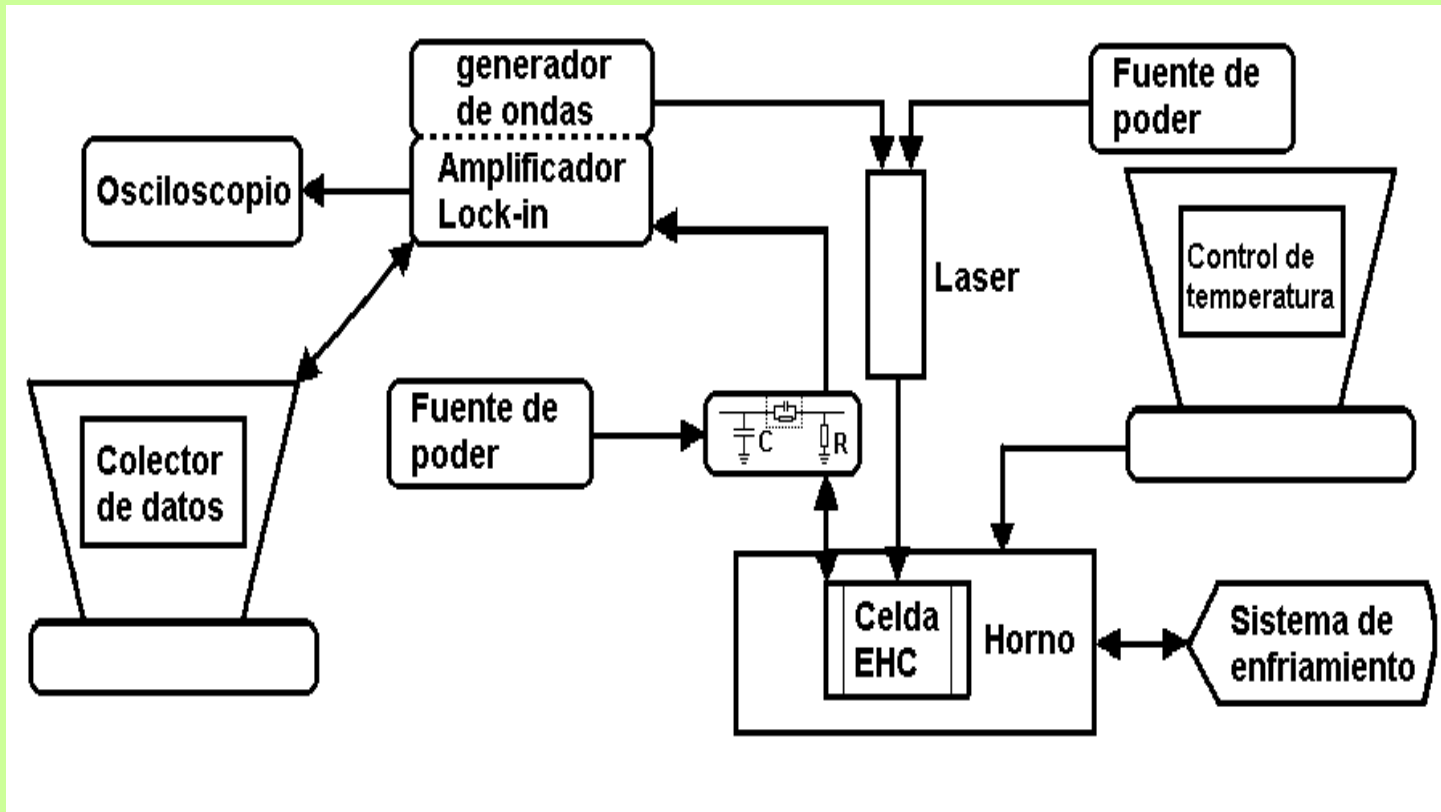 generador
de ondas
Fuente de
poder
Osciloscopio
Amplificador
Lock-in
Laser
Control de
temperatura
Colector
de datos
Fuente de
poder
C
R
Celda
EHC
Horno
Sistema de
enfriamiento